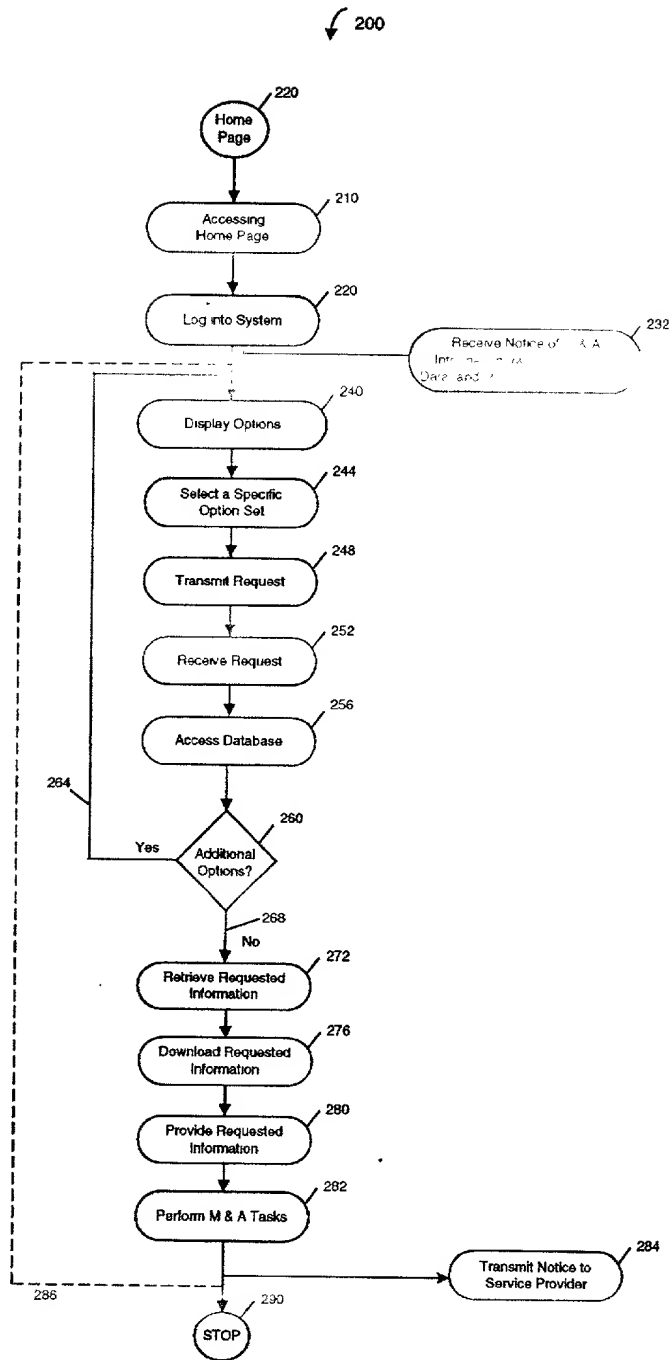 200
220
Home
Page
210
Accessing
Home Page
220
Log into System
232
Receive Notice of & A
Data and
240
Display Options
244
Select a Specific
Option Set
248
Transmit Request
252
Receive Request
256
Access Database
264
260
Yes
Additional
Options?
268
No
272
Retrieve Requested
Information
276
Download Requested
Information
280
Provide Requested
Information
282
Perform M & A Tasks
284
Transmit Notice to
Service Provider
286
290
STOP